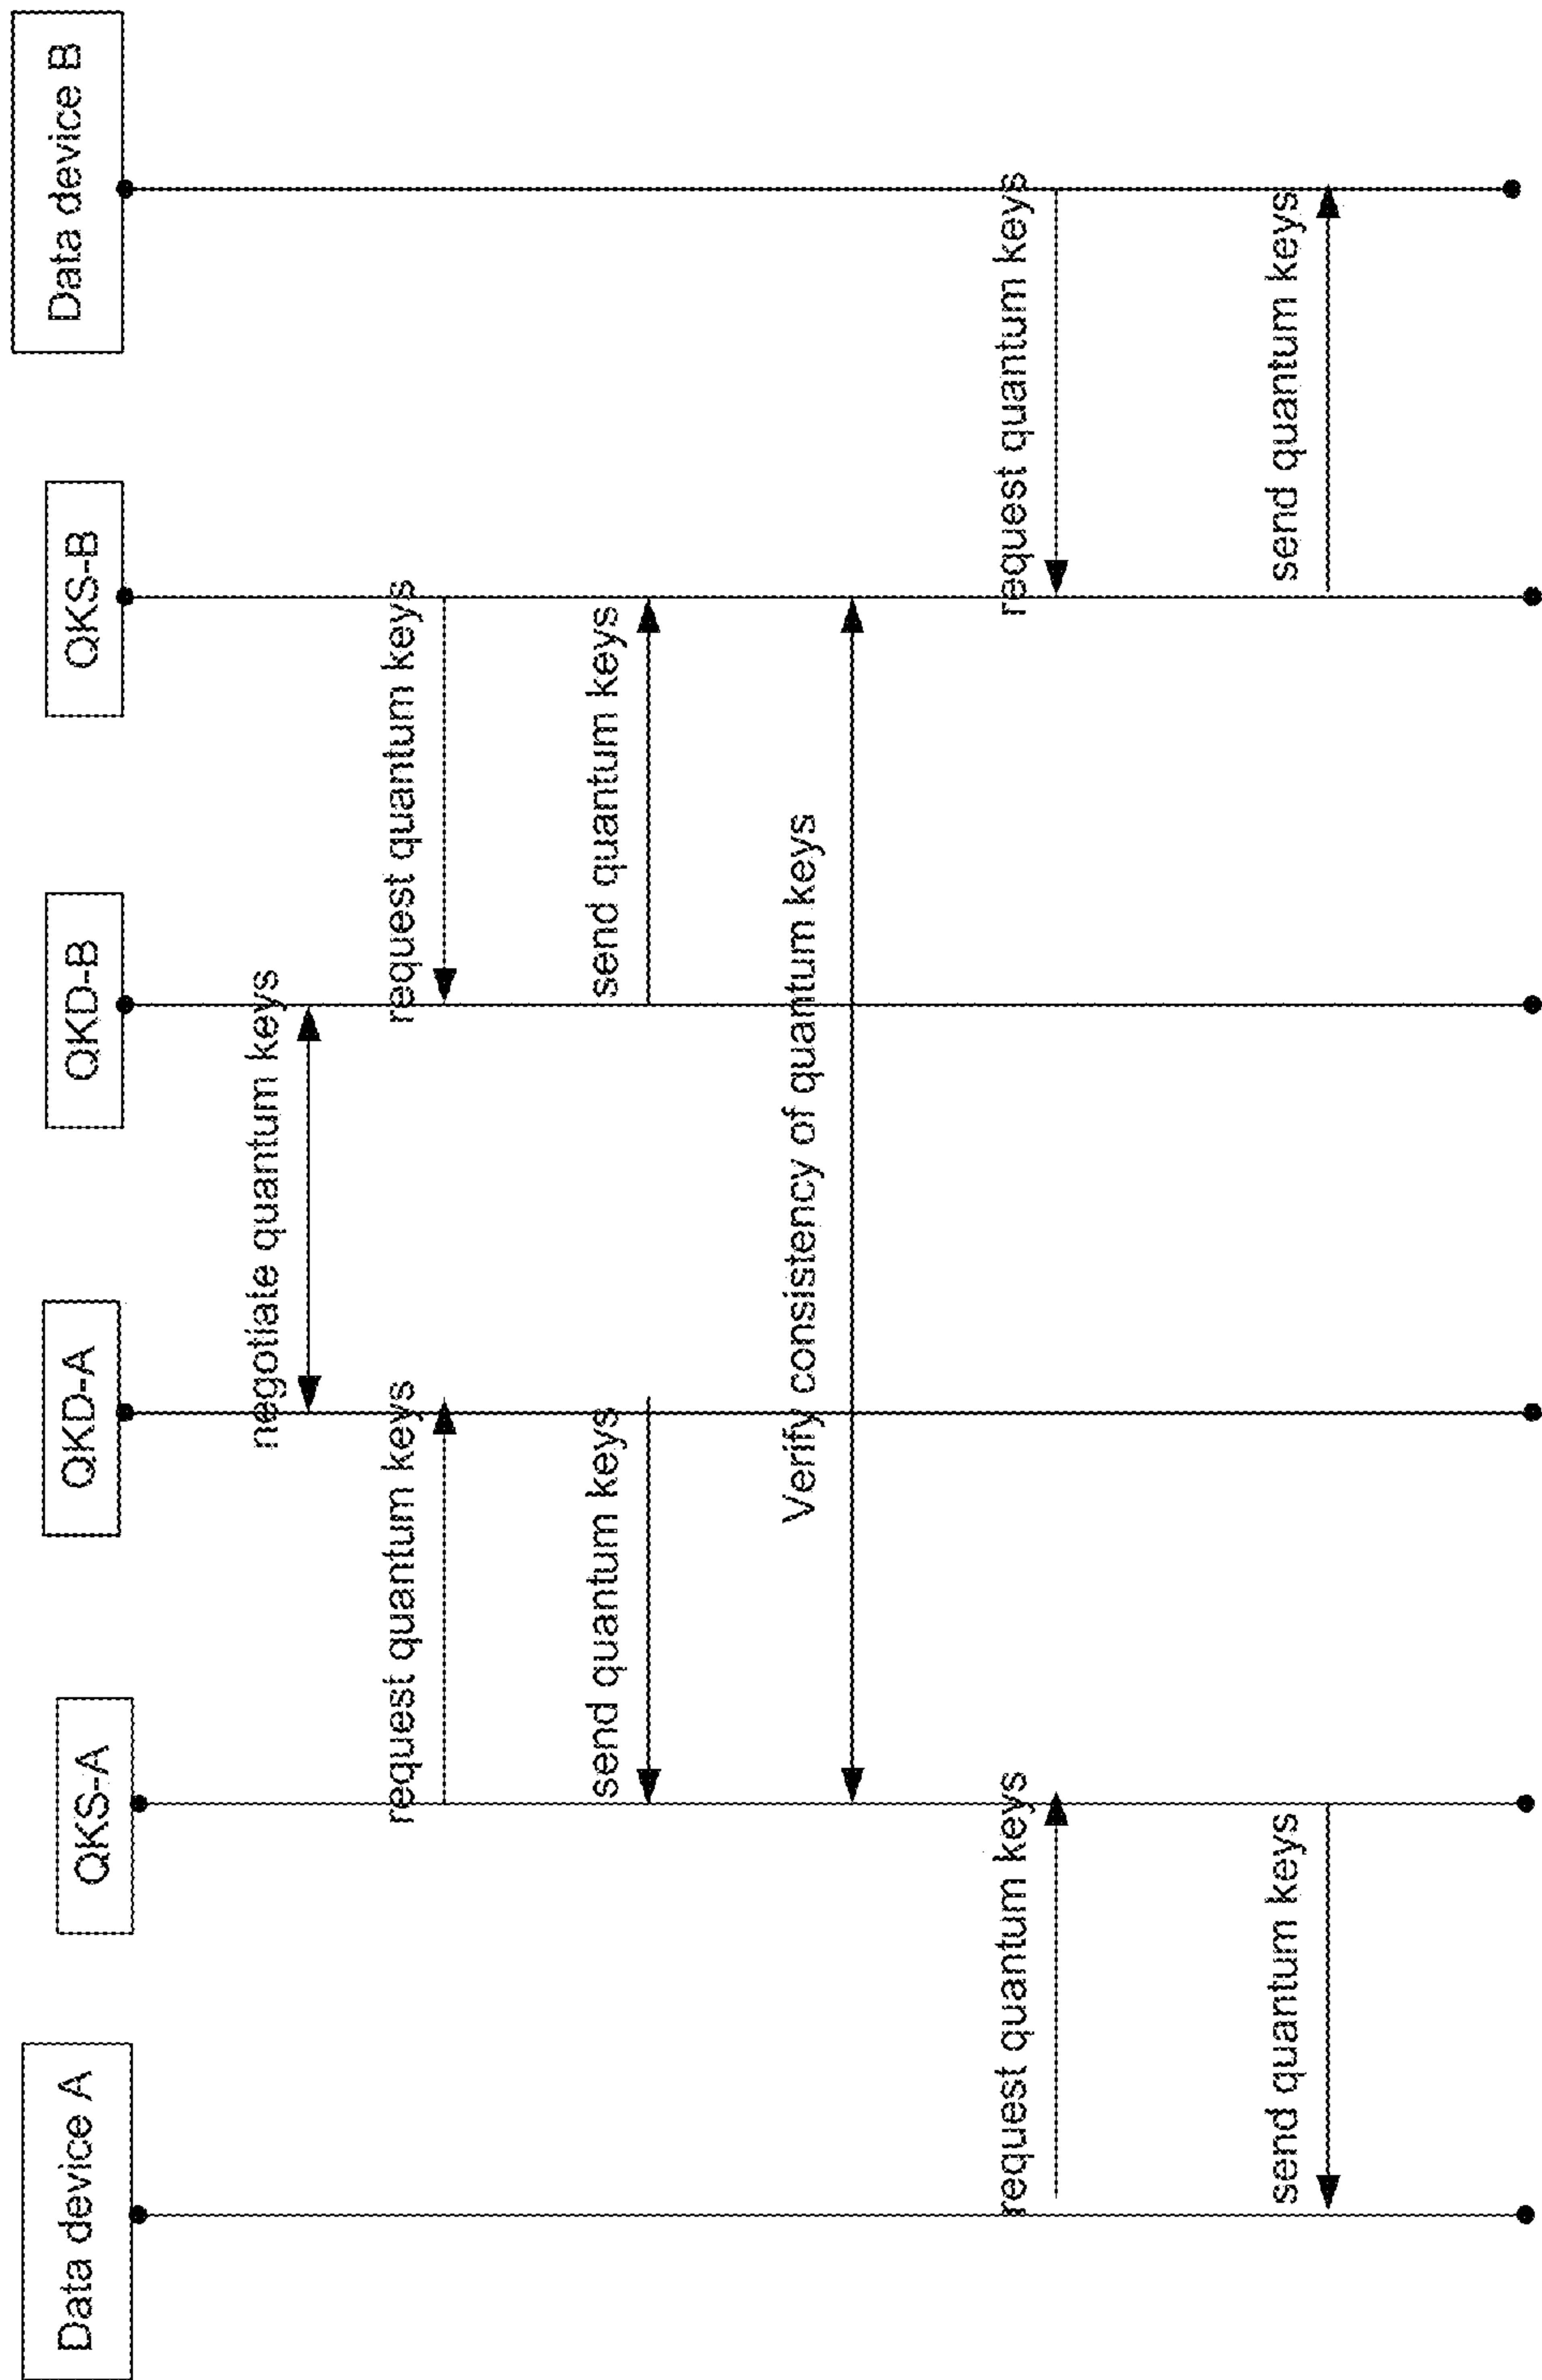 Data device A
QKS-A
QKD-A
QKD-B
QKS-B
Data device B
negotiate quantum keys
request quantum keys
request quantum keys
send quantum keys
send quantum keys
Verify consistency of quantum keys
request quantum keys
request quantum keys
send quantum keys
send quantum keys